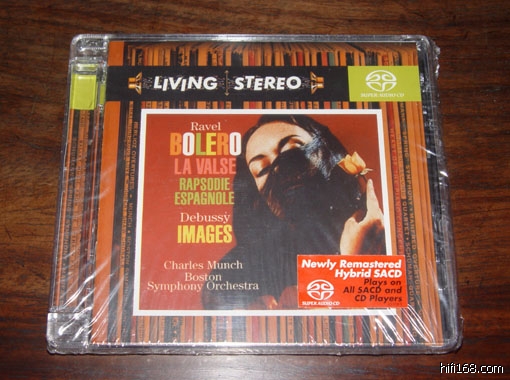 LIVING STEREO
SUPER AUDIO CD
Ravel
BOLERO
LA VALSE
RAPSODIE
ESPAGNOLE
Debussy
IMAGES
Charles Munch
Boston
Symphony Orchestra
Newly Remastered
Hybrid SACD
Plays on
All SACD and
CD Players
SUPER AUDIO CD
hifi168.com